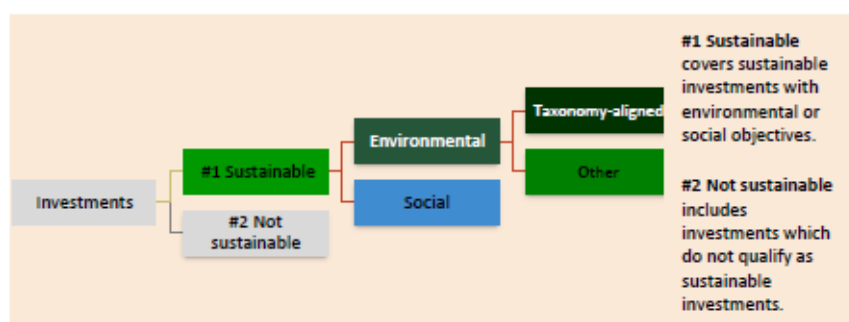 Investments
#1 Sustainable
#2 Not
sustainable
Environmental
Social
Taxonomy-aligned
Other
#1 Sustainable
covers sustainable
investments with
environmental or
social objectives.
#2 Not sustainable
includes
investments which
do not qualify as
sustainable
investments.